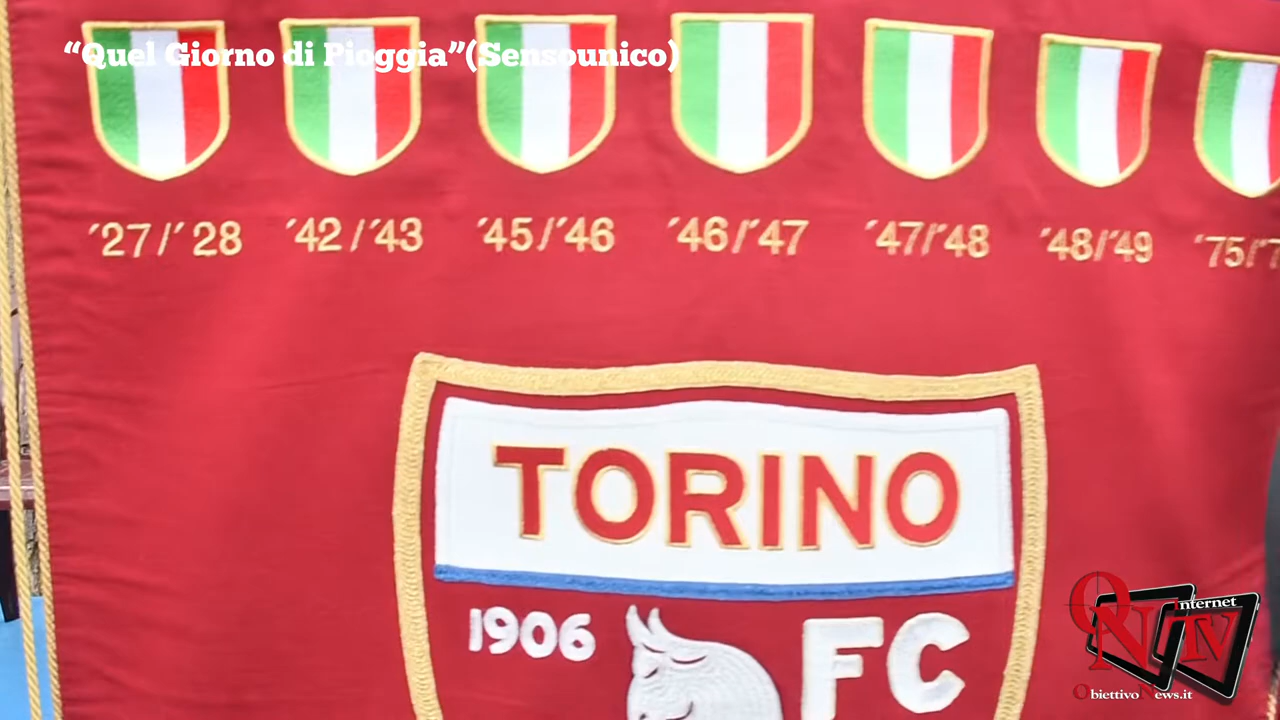 “Quel Giorno di Pioggia”(Sensounico)
´27/´28 ´42/´43 ´45/´46 ´46/´47 ´47/´48 ´48/´49
TORINO
1906 FC
Internet
ON TV
ObiettivoNews.it